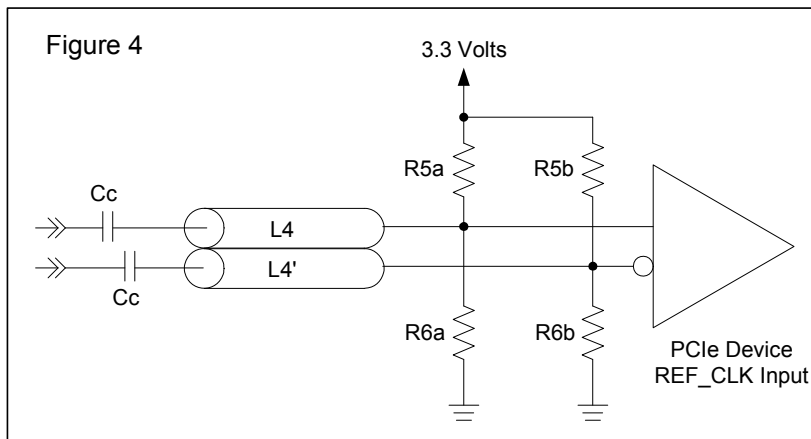 Figure 4
3.3 Volts
R5a
R5b
Cc
L4
L4'
Cc
R6a
R6b
PCIe Device
REF_CLK Input